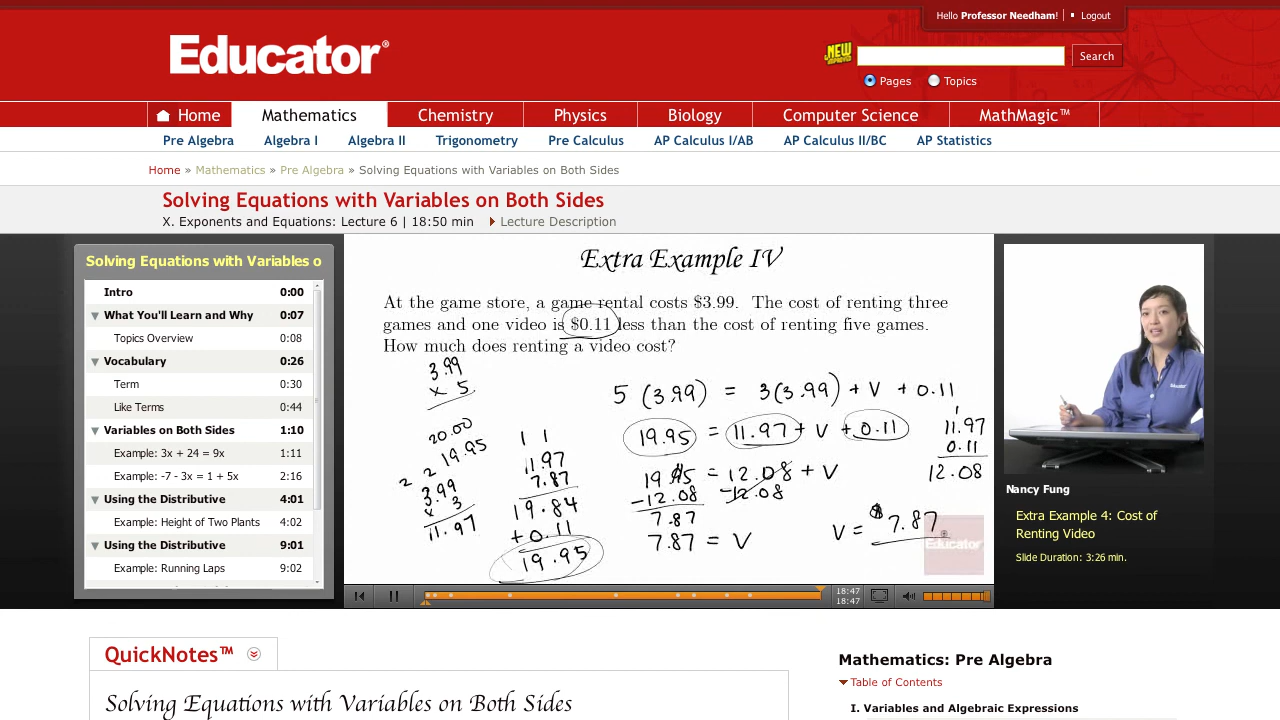 Hello Professor Needham! | Logout
Educator®
NEW
Search
Pages Topics
Home Mathematics Chemistry Physics Biology Computer Science MathMagic™
Pre Algebra Algebra I Algebra II Trigonometry Pre Calculus AP Calculus I/AB AP Calculus II/BC AP Statistics
Home » Mathematics » Pre Algebra » Solving Equations with Variables on Both Sides
Solving Equations with Variables on Both Sides
X. Exponents and Equations: Lecture 6 | 18:50 min Lecture Description
Solving Equations with Variables o
Intro 0:00
What You'll Learn and Why 0:07
Topics Overview 0:08
Vocabulary 0:26
Term 0:30
Like Terms 0:44
Variables on Both Sides 1:10
Example: 3x + 24 = 9x 1:11
Example: -7 - 3x = 1 + 5x 2:16
Using the Distributive 4:01
Example: Height of Two Plants 4:02
Using the Distributive 9:01
Example: Running Laps 9:02
Extra Example IV
At the game store, a game rental costs $3.99. The cost of renting three
games and one video is $0.11 less than the cost of renting five games.
How much does renting a video cost?
3.99
x 5
20.00
19.95
2 2
3.99
x 3
11.97
1 1
11.97
7.87
19.84
+0.11
19.95
5 (3.99) = 3(3.99) + V + 0.11
19.95 = 11.97 + V + 0.11
19.95 = 12.08 + V
-12.08 -12.08
7.87
7.87 = V
1
11.97
0.11
12.08
V = $7.87
Educator
18:47
18:47
Educator
Nancy Fung
Extra Example 4: Cost of
Renting Video
Slide Duration: 3:26 min.
QuickNotes™
Solving Equations with Variables on Both Sides
Mathematics: Pre Algebra
Table of Contents
I. Variables and Algebraic Expressions